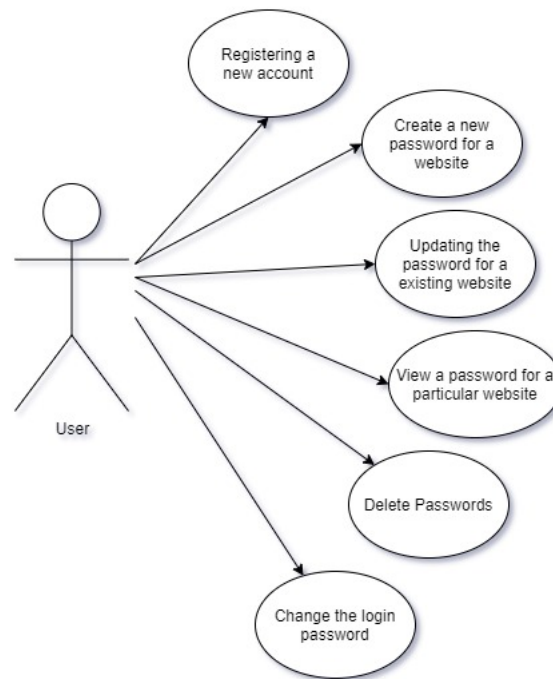 Registering a
new account
Create a new
password for a
website
Updating the
password for a
existing website
View a password for a
particular website
User
Delete Passwords
Change the login
password